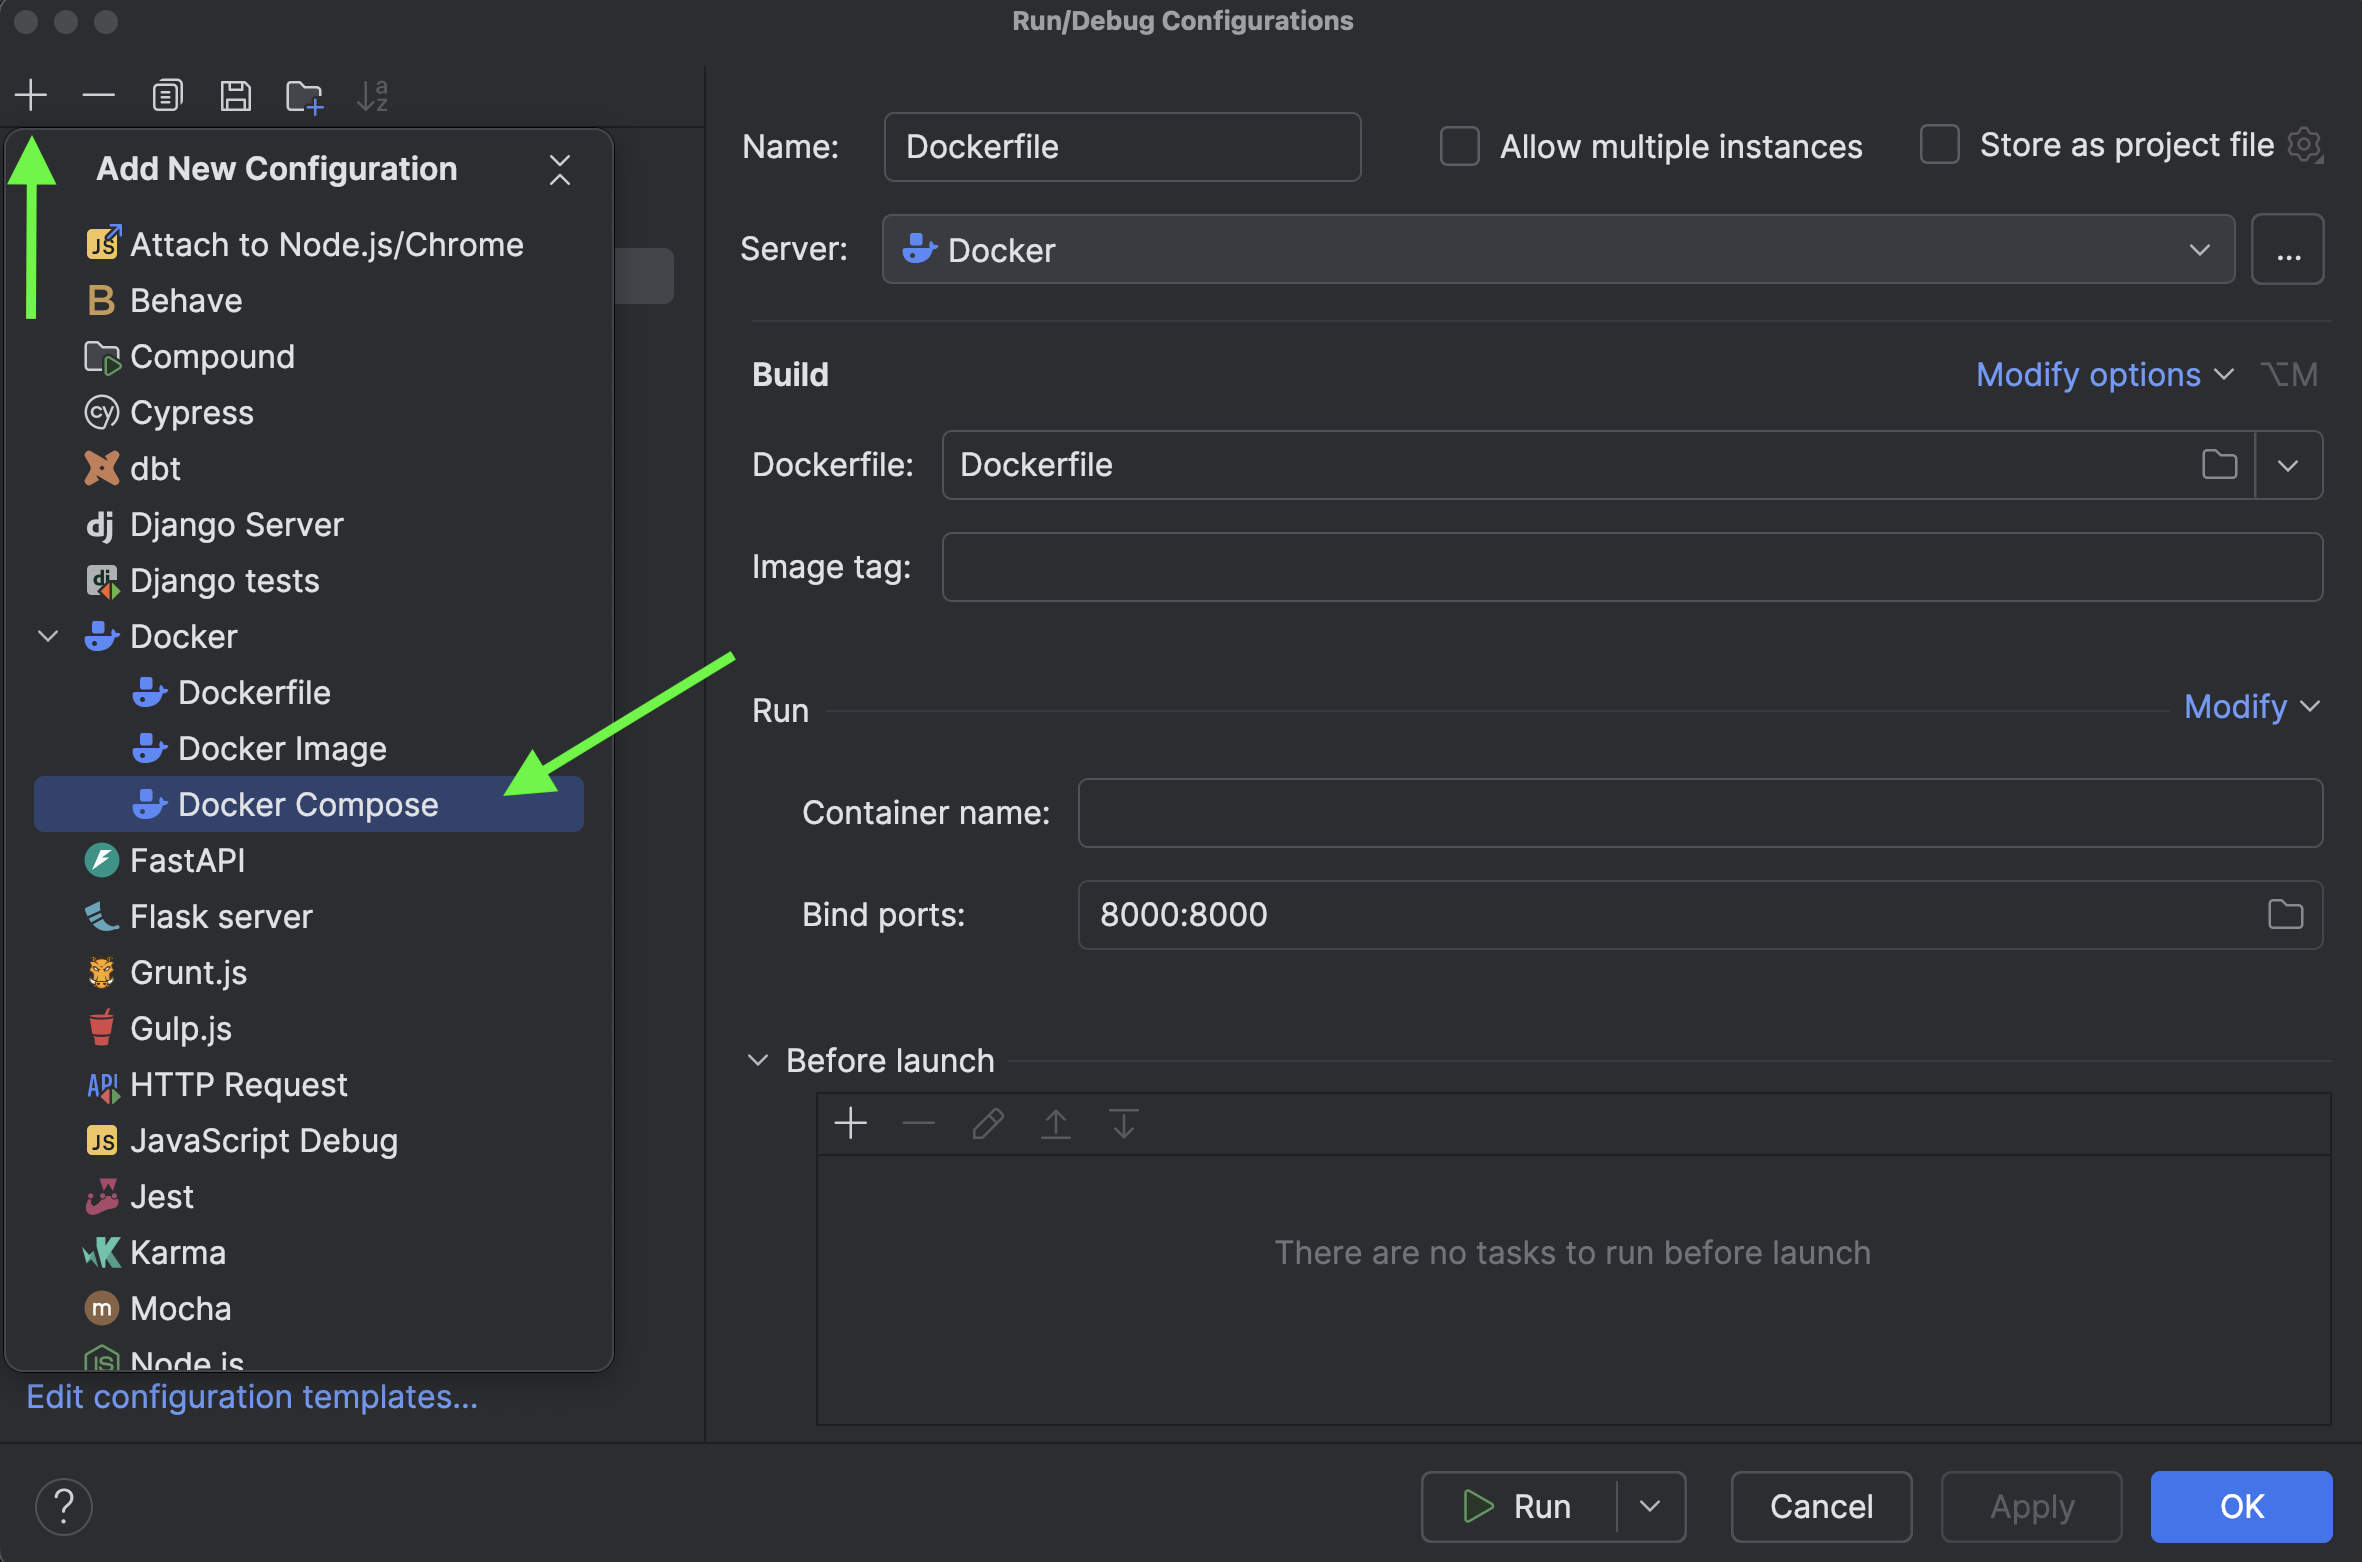 Run/Debug Configurations
Add New Configuration
Attach to Node.js/Chrome
Behave
Compound
Cypress
dbt
Django Server
Django tests
Docker
Dockerfile
Docker Image
Docker Compose
FastAPI
Flask server
Grunt.js
Gulp.js
HTTP Request
JavaScript Debug
Jest
Karma
Mocha
Node.js
Edit configuration templates...
Name: Dockerfile Allow multiple instances Store as project file
Server: Docker ...
Build Modify options ⌥M
Dockerfile: Dockerfile
Image tag:
Run Modify
Container name:
Bind ports: 8000:8000
Before launch
There are no tasks to run before launch
? Run Cancel Apply OK